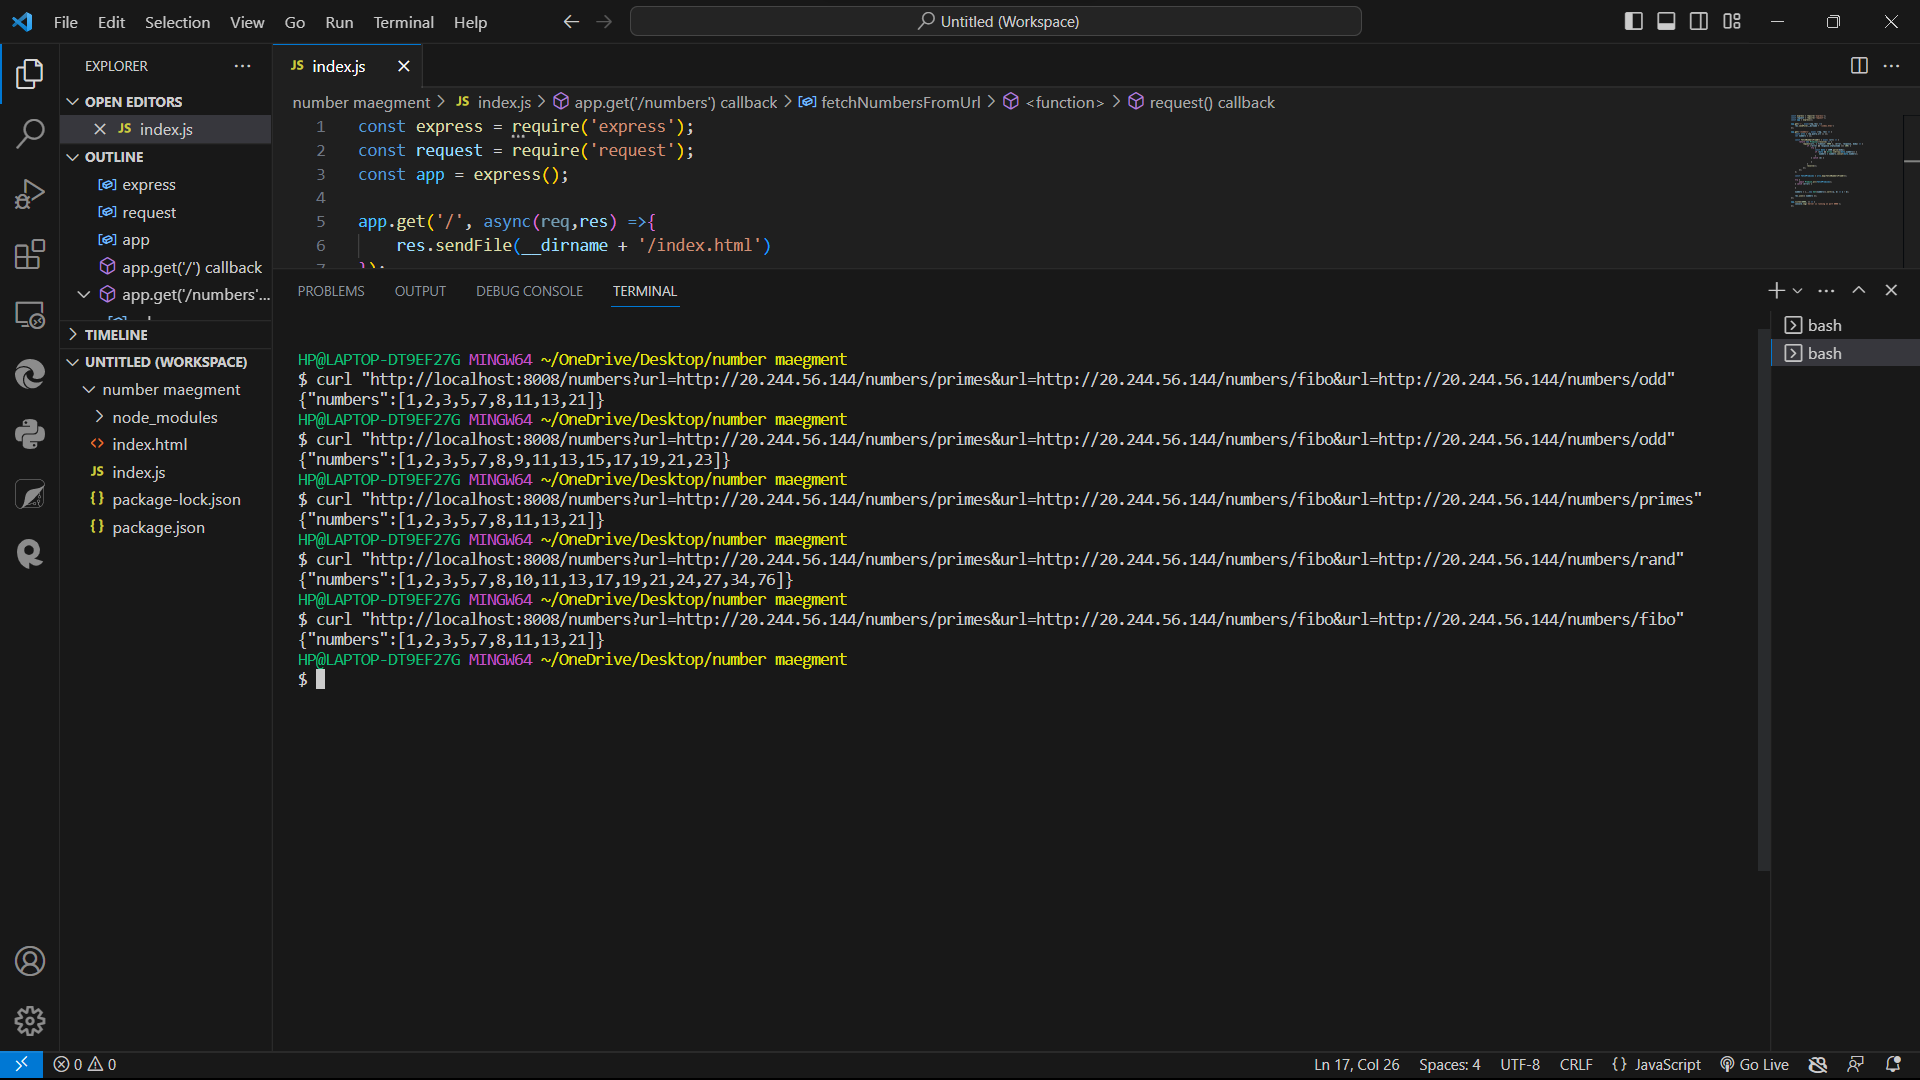 File Edit Selection View Go Run Terminal Help
Untitled (Workspace)
EXPLORER
OPEN EDITORS
JS index.js
OUTLINE
express
request
app
app.get('/') callback
app.get('/numbers'...
TIMELINE
UNTITLED (WORKSPACE)
number maegment
node_modules
index.html
JS index.js
package-lock.json
package.json
JS index.js
number maegment > JS index.js > app.get('/numbers') callback > fetchNumbersFromUrl > <function> > request() callback
1 const express = require('express');
2 const request = require('request');
3 const app = express();
4
5 app.get('/', async(req,res) =>{
6 res.sendFile(__dirname + '/index.html')
7 });
PROBLEMS OUTPUT DEBUG CONSOLE TERMINAL
bash
bash
HP@LAPTOP-DT9EF27G MINGW64 ~/OneDrive/Desktop/number maegment
$ curl "http://localhost:8008/numbers?url=http://20.244.56.144/numbers/primes&url=http://20.244.56.144/numbers/fibo&url=http://20.244.56.144/numbers/odd"
{"numbers":[1,2,3,5,7,8,11,13,21]}
HP@LAPTOP-DT9EF27G MINGW64 ~/OneDrive/Desktop/number maegment
$ curl "http://localhost:8008/numbers?url=http://20.244.56.144/numbers/primes&url=http://20.244.56.144/numbers/fibo&url=http://20.244.56.144/numbers/odd"
{"numbers":[1,2,3,5,7,8,9,11,13,15,17,19,21,23]}
HP@LAPTOP-DT9EF27G MINGW64 ~/OneDrive/Desktop/number maegment
$ curl "http://localhost:8008/numbers?url=http://20.244.56.144/numbers/primes&url=http://20.244.56.144/numbers/fibo&url=http://20.244.56.144/numbers/primes"
{"numbers":[1,2,3,5,7,8,11,13,21]}
HP@LAPTOP-DT9EF27G MINGW64 ~/OneDrive/Desktop/number maegment
$ curl "http://localhost:8008/numbers?url=http://20.244.56.144/numbers/primes&url=http://20.244.56.144/numbers/fibo&url=http://20.244.56.144/numbers/rand"
{"numbers":[1,2,3,5,7,8,10,11,13,17,19,21,24,27,34,76]}
HP@LAPTOP-DT9EF27G MINGW64 ~/OneDrive/Desktop/number maegment
$ curl "http://localhost:8008/numbers?url=http://20.244.56.144/numbers/primes&url=http://20.244.56.144/numbers/fibo&url=http://20.244.56.144/numbers/fibo"
{"numbers":[1,2,3,5,7,8,11,13,21]}
HP@LAPTOP-DT9EF27G MINGW64 ~/OneDrive/Desktop/number maegment
$
0 0
Ln 17, Col 26 Spaces: 4 UTF-8 CRLF {} JavaScript Go Live